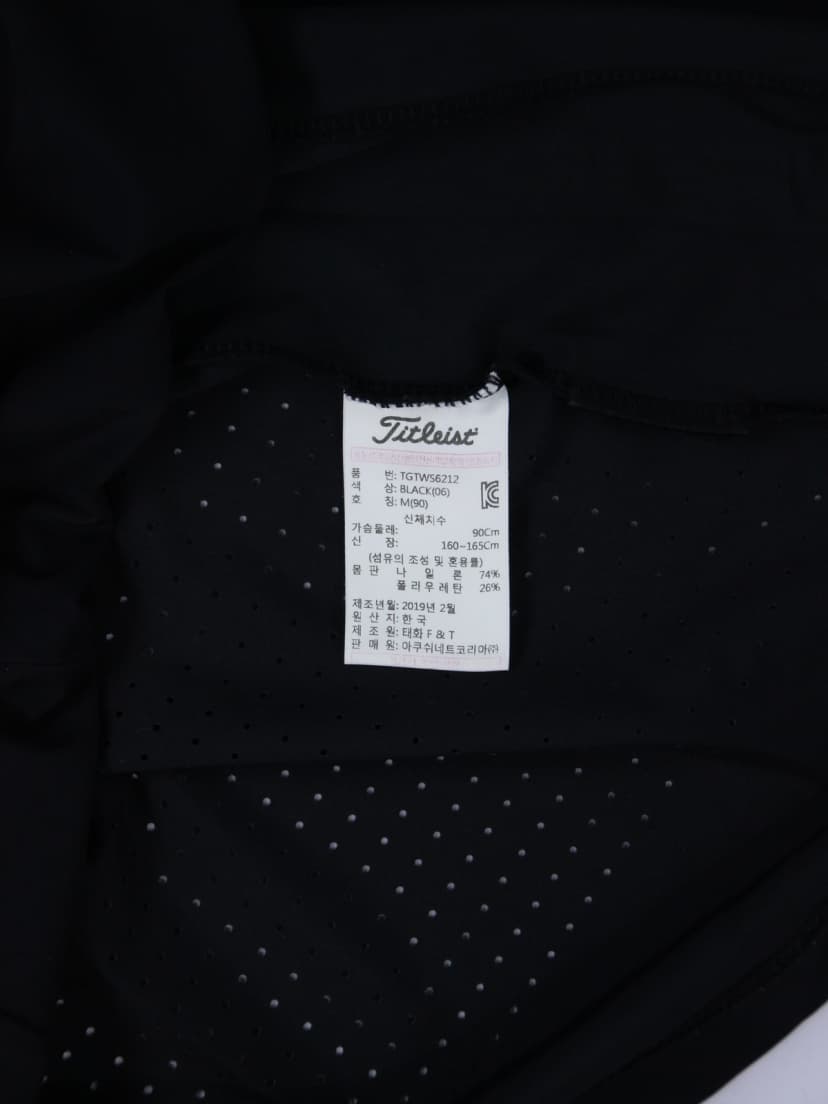 Titleist
품 번: TGTWS6212
색 상: BLACK(06)
호 칭: M(90)
신체치수
가슴둘레: 90Cm
신 장: 160~165Cm
(섬유의 조성 및 혼용률)
몸 판 나 일 론 74%
폴 리 우 레 탄 26%
제조년월: 2019년 2월
원 산 지: 한 국
제 조 원: 태화 F & T
판 매 원: 아쿠쉬네트코리아㈜